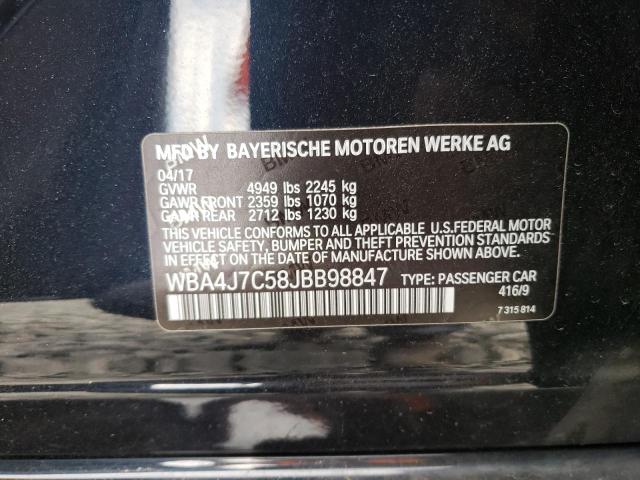 MFD BY BAYERISCHE MOTOREN WERKE AG
04/17
GVWR 4949 lbs 2245 kg
GAWR FRONT 2359 lbs 1070 kg
GAWR REAR 2712 lbs 1230 kg
THIS VEHICLE CONFORMS TO ALL APPLICABLE U.S.FEDERAL MOTOR
VEHICLE SAFETY, BUMPER AND THEFT PREVENTION STANDARDS
IN EFFECT ON THE DATE OF MANUFACTURE SHOWN ABOVE.
WBA4J7C58JBB98847 TYPE: PASSENGER CAR
416/9
7 315 814